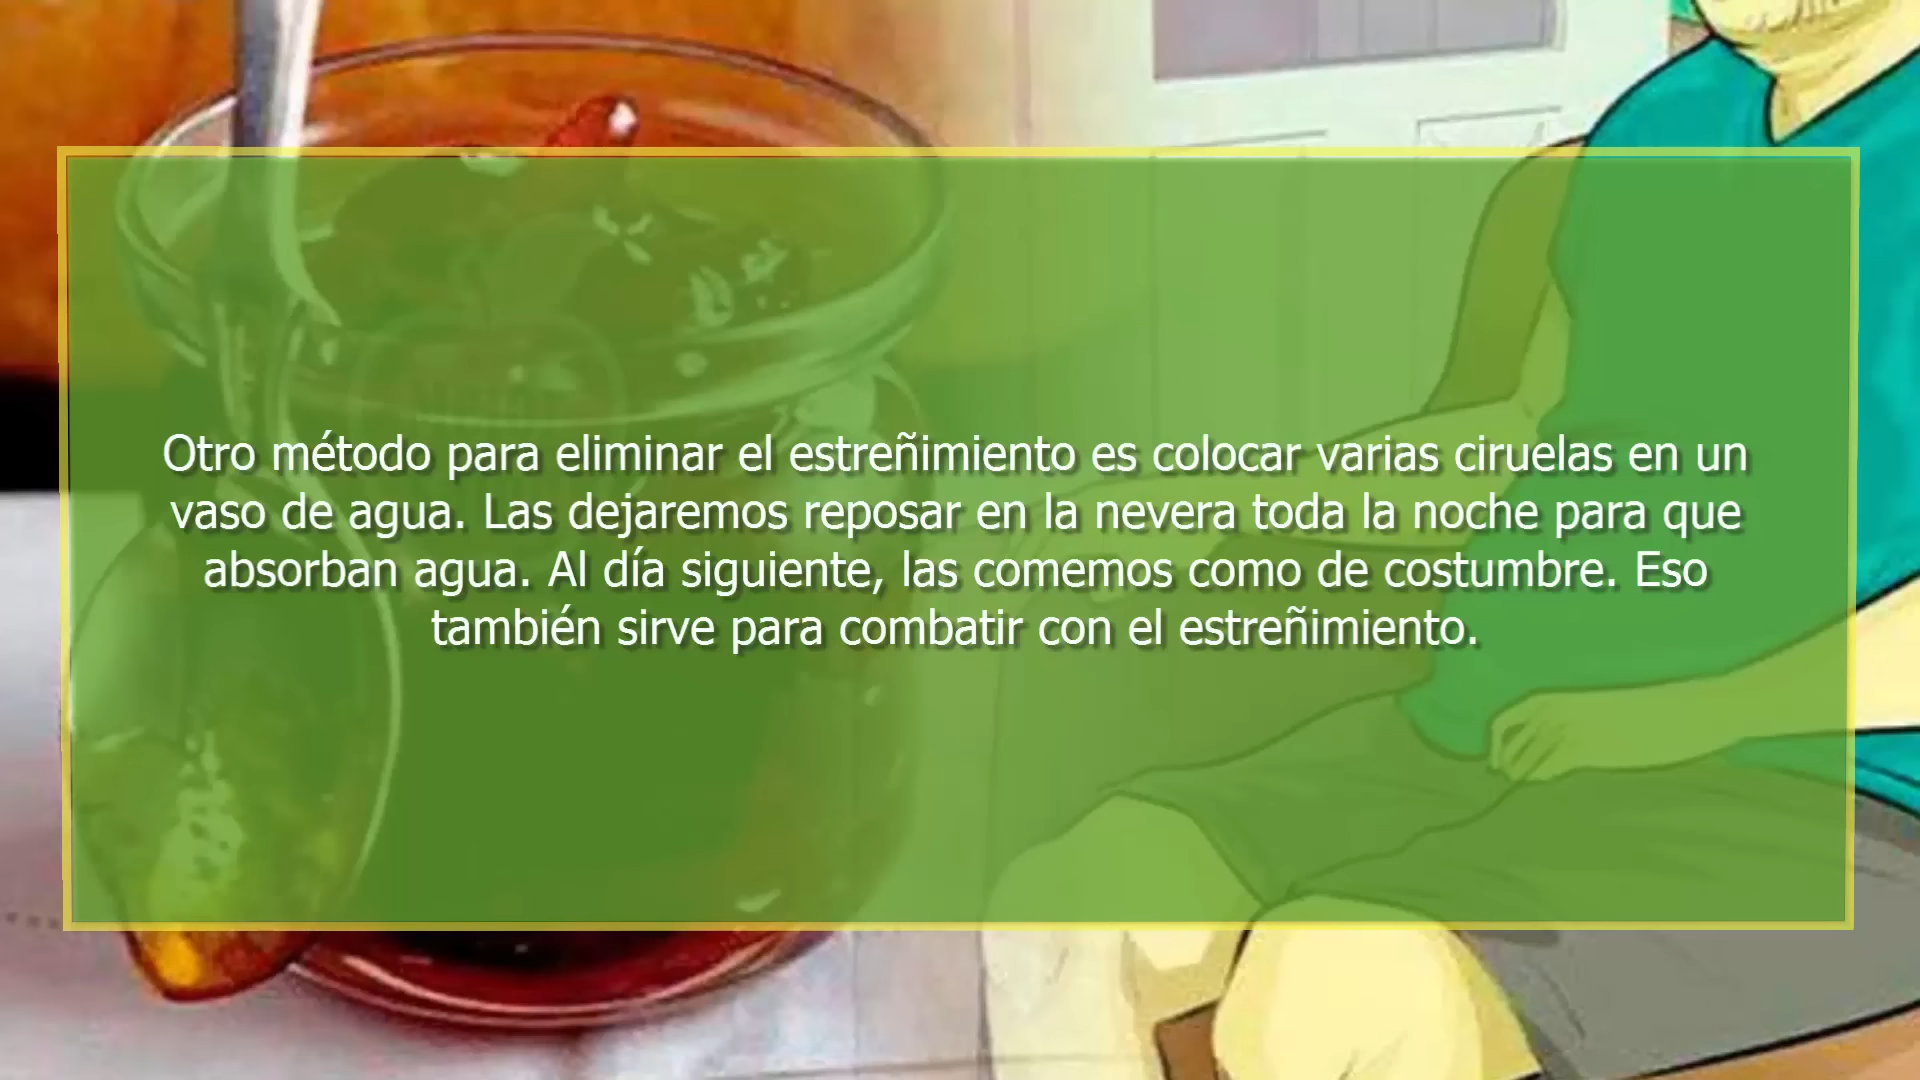 Otro método para eliminar el estreñimiento es colocar varias ciruelas en un
vaso de agua. Las dejaremos reposar en la nevera toda la noche para que
absorban agua. Al día siguiente, las comemos como de costumbre. Eso
también sirve para combatir con el estreñimiento.